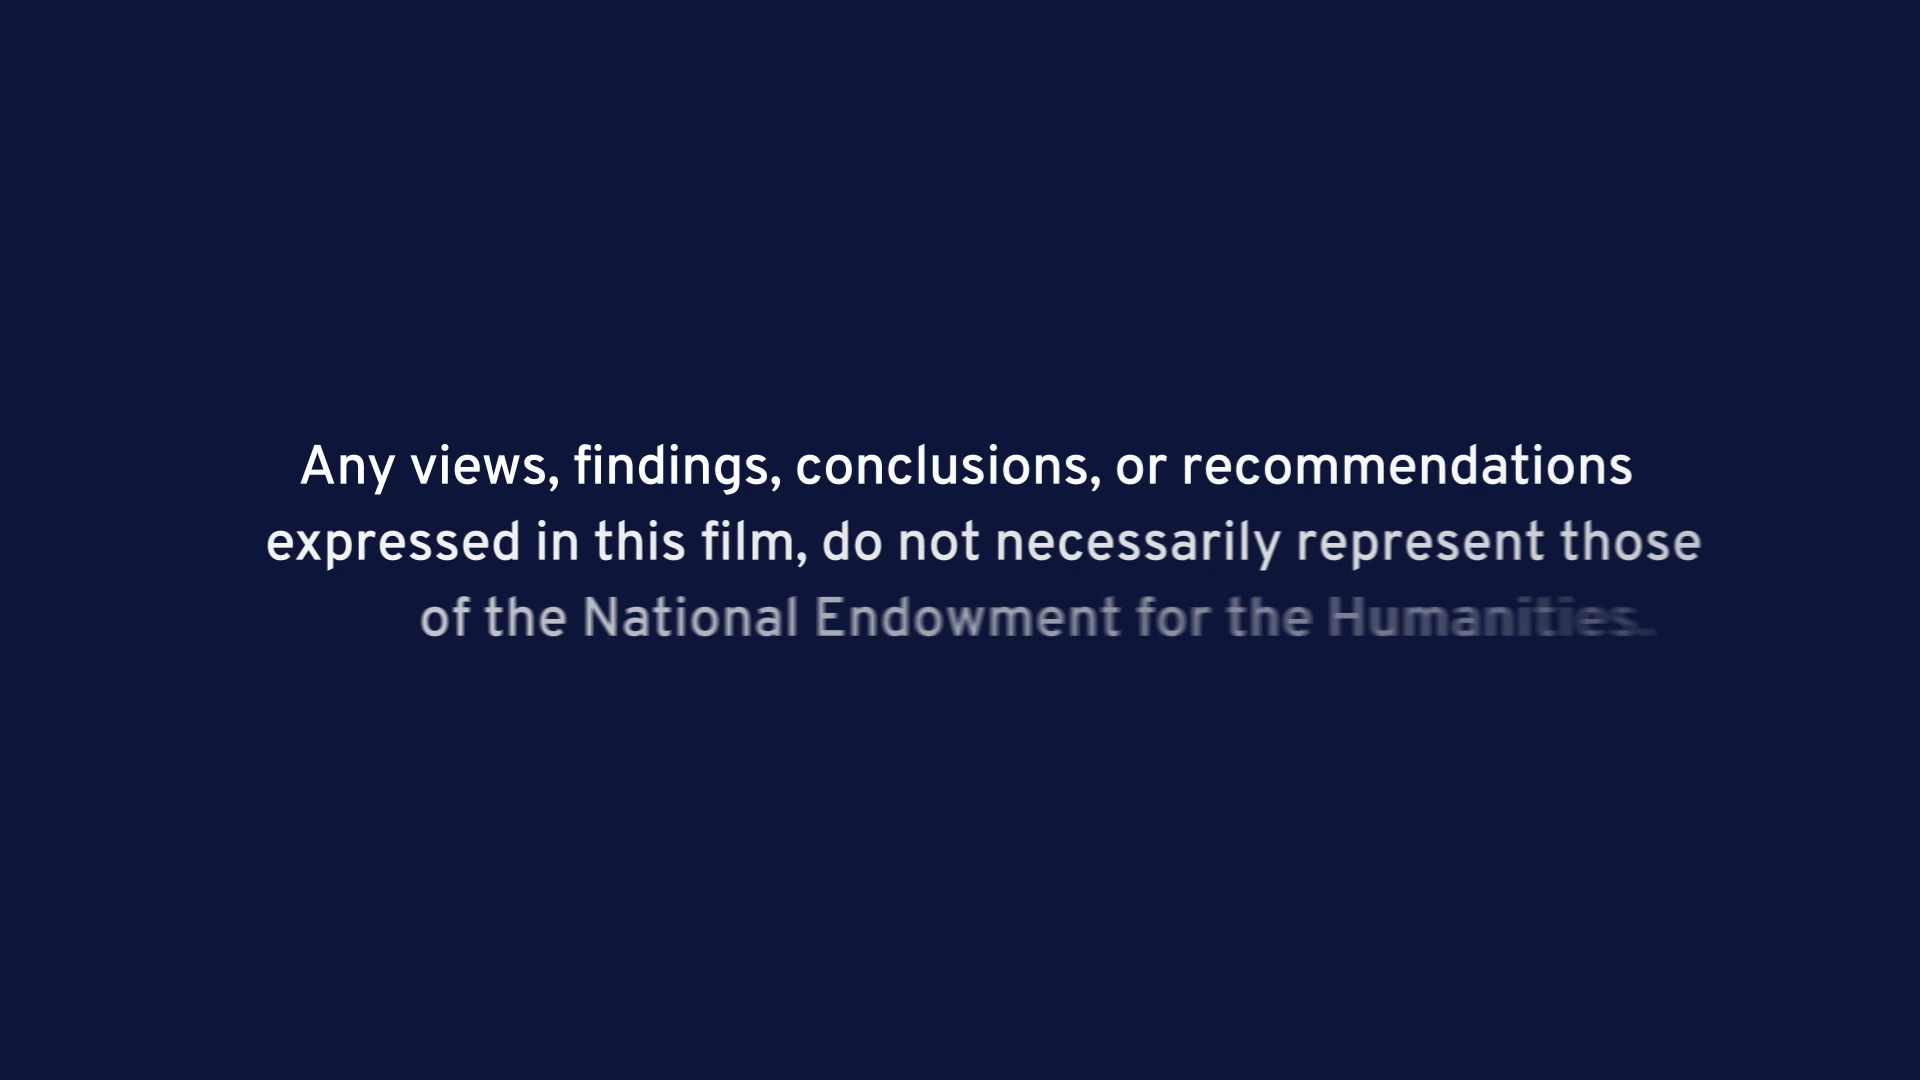 Any views, findings, conclusions, or recommendations
expressed in this film, do not necessarily represent those
of the National Endowment for the Humanities.